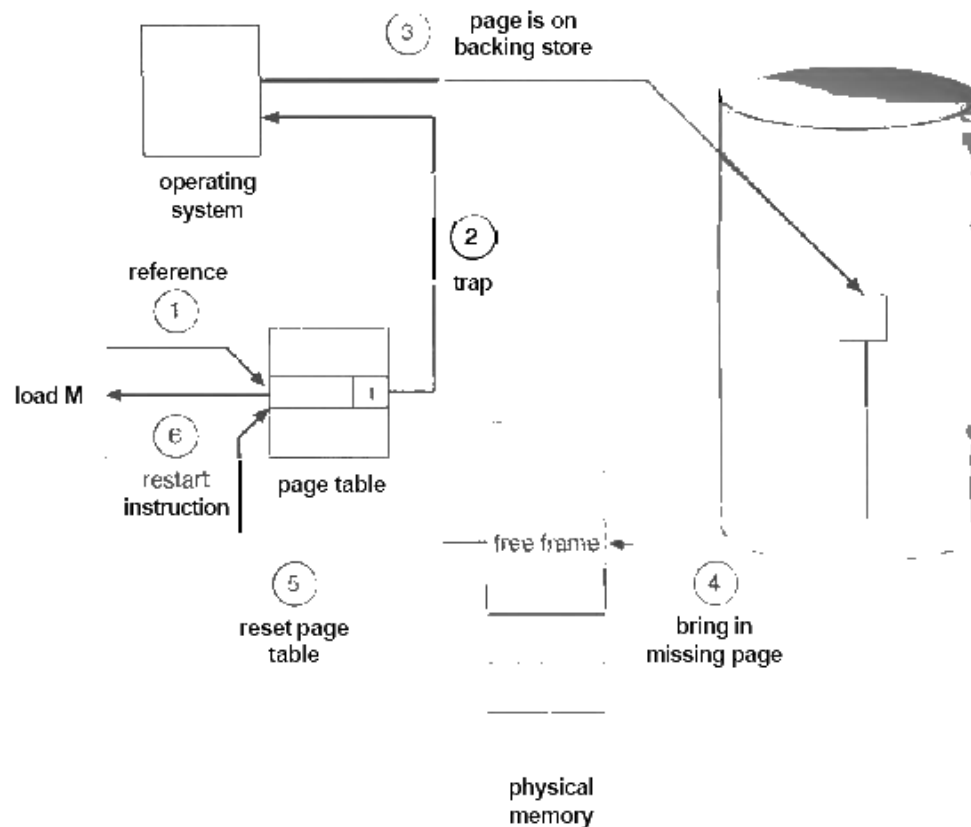 3
page is on
backing store
operating
system
2
trap
reference
1
load M
i
6
restart
instruction
page table
free frame
5
reset page
table
4
bring in
missing page
physical
memory